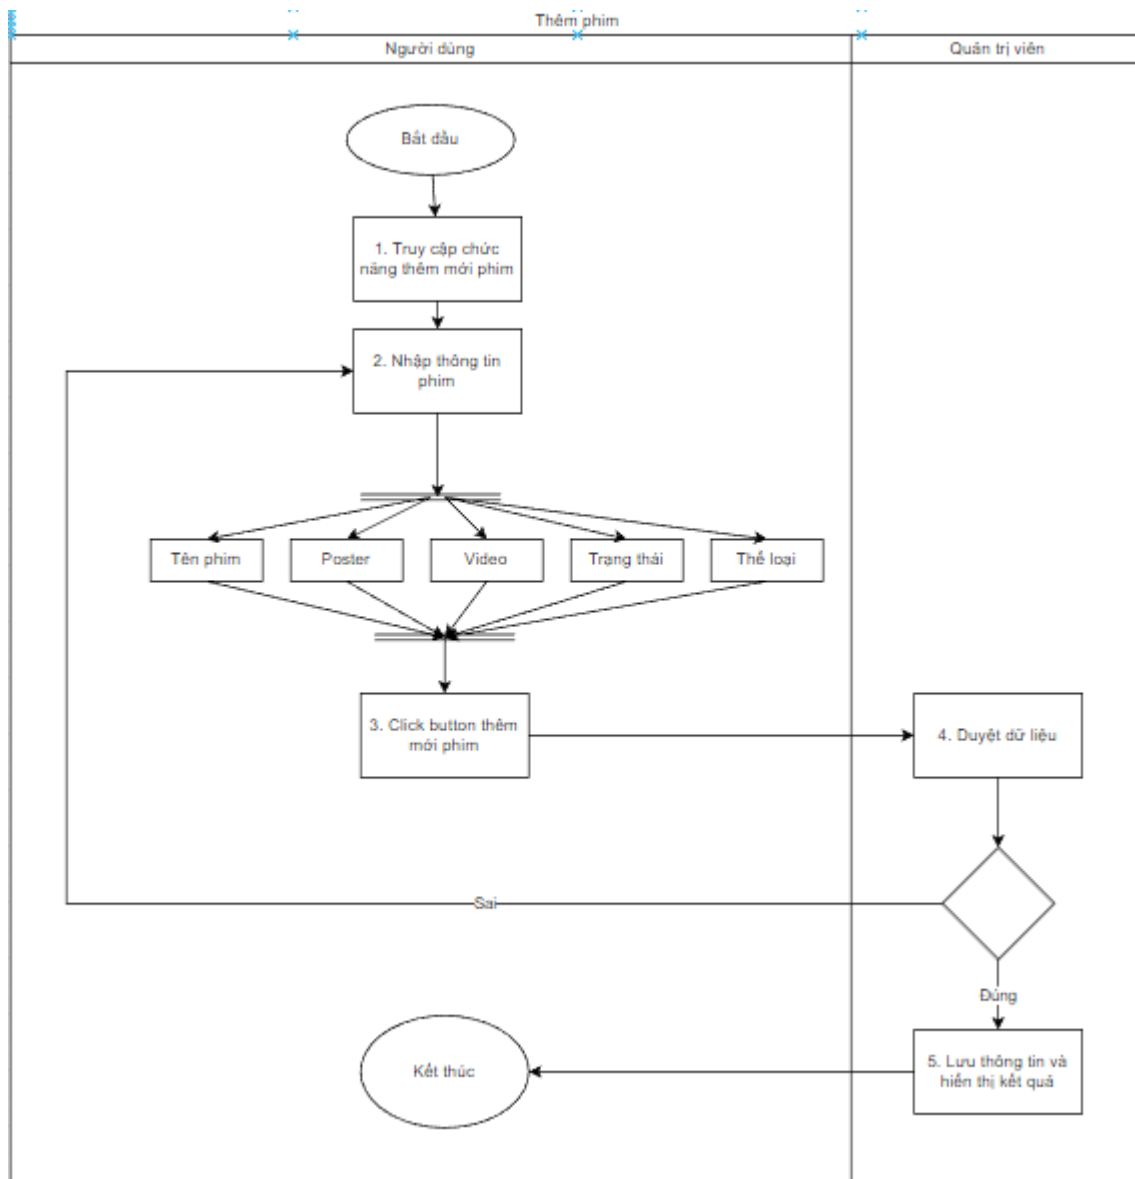 Thêm phim
Người dùng
Quản trị viên
Bắt đầu
1. Truy cập chức
năng thêm mới phim
2. Nhập thông tin
phim
Tên phim
Poster
Video
Trạng thái
Thể loại
3. Click button thêm
mới phim
4. Duyệt dữ liệu
Sai
Đúng
Kết thúc
5. Lưu thông tin và
hiển thị kết quả